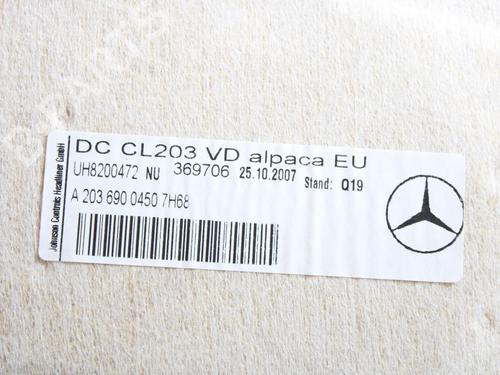 DC CL203 VD alpaca EU
UH8200472 NU 369706 25.10.2007 Stand: Q19
A 203 690 0450 7H68
Johnson Controls Headliner GmbH